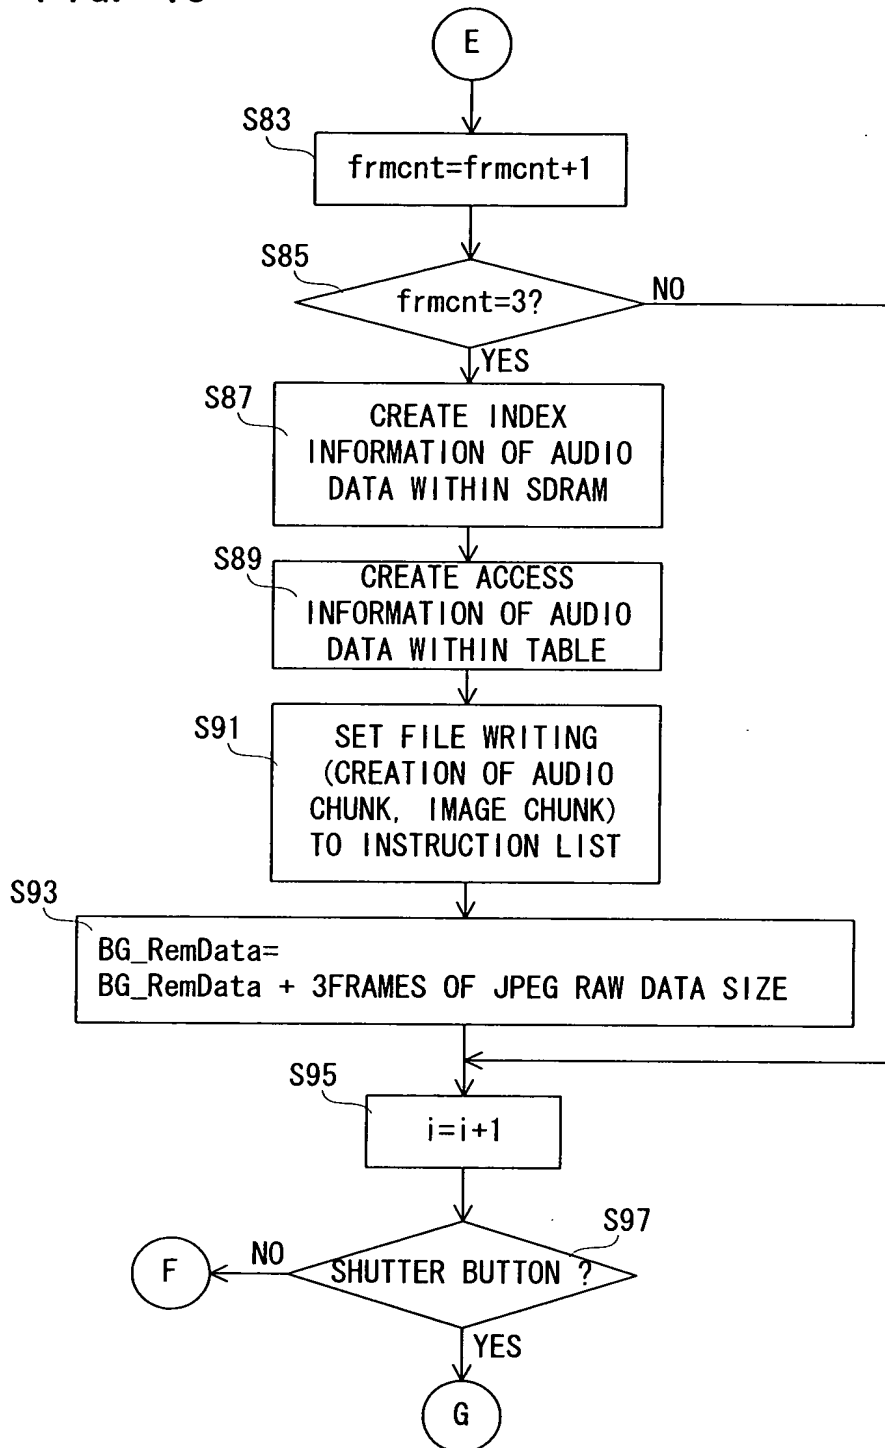 E
S83
frmcnt=frmcnt+1
S85
frmcnt=3?
NO
YES
S87
CREATE INDEX
INFORMATION OF AUDIO
DATA WITHIN SDRAM
S89
CREATE ACCESS
INFORMATION OF AUDIO
DATA WITHIN TABLE
S91
SET FILE WRITING
(CREATION OF AUDIO
CHUNK, IMAGE CHUNK)
TO INSTRUCTION LIST
S93
BG_RemData=
BG_RemData + 3FRAMES OF JPEG RAW DATA SIZE
S95
i=i+1
S97
SHUTTER BUTTON ?
NO
F
YES
G